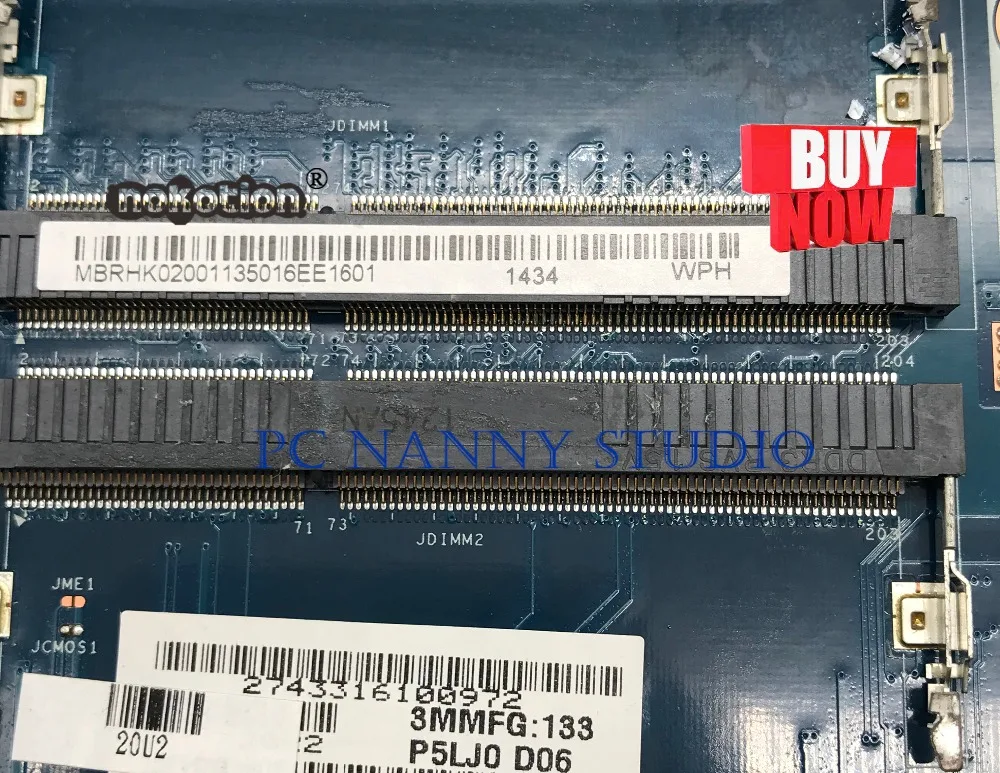 JDIMM1
nokotion®
BUY
NOW
MBRHK02001135016EE1601 1434 WPH
71 73 203
2 72 74 204
PC NANNY STUDIO
71 73 203
JDIMM2
JME1
JCMOS1
2743316100972
3MMFG:133
20U2
P5LJ0 D06